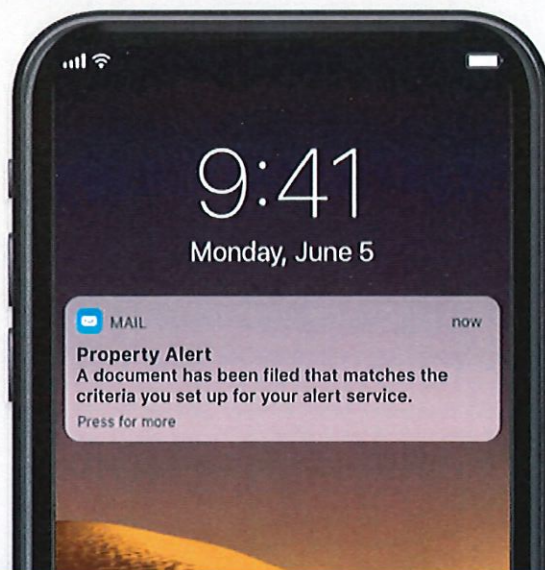 9:41
Monday, June 5
MAIL now
Property Alert
A document has been filed that matches the
criteria you set up for your alert service.
Press for more